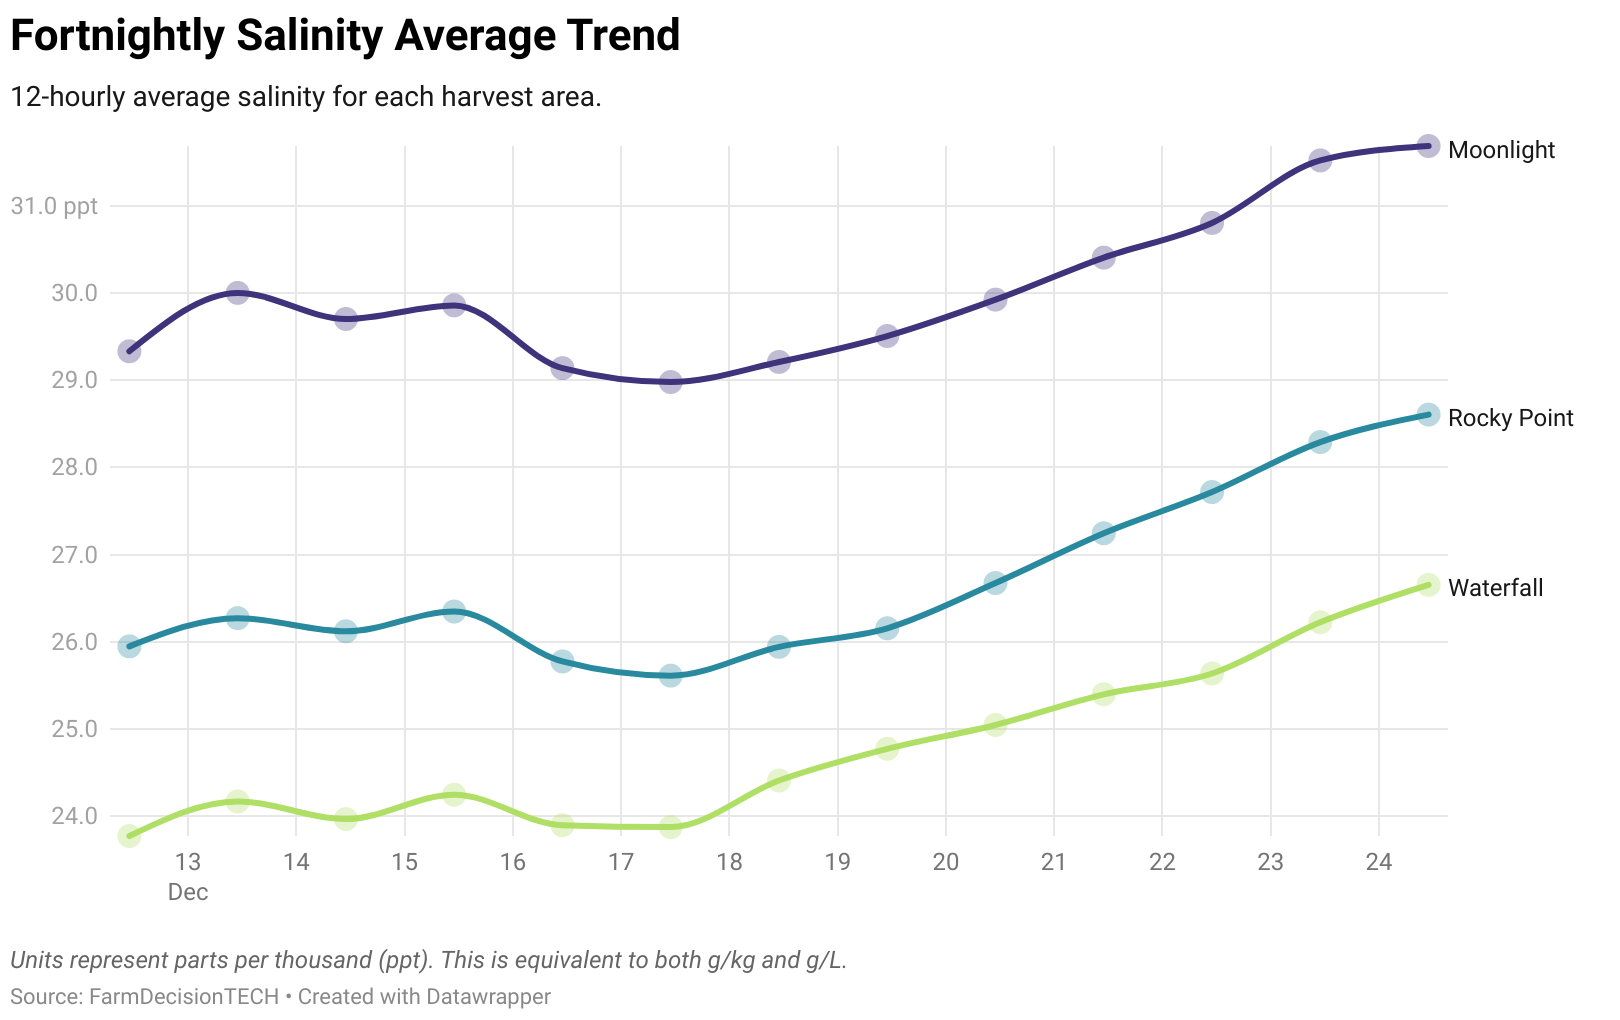 Fortnightly Salinity Average Trend
12-hourly average salinity for each harvest area.
Moonlight
31.0 ppt
30.0
29.0
Rocky Point
28.0
27.0
Waterfall
26.0
25.0
24.0
13 14 15 16 17 18 19 20 21 22 23 24
Dec
Units represent parts per thousand (ppt). This is equivalent to both g/kg and g/L.
Source: FarmDecisionTECH • Created with Datawrapper